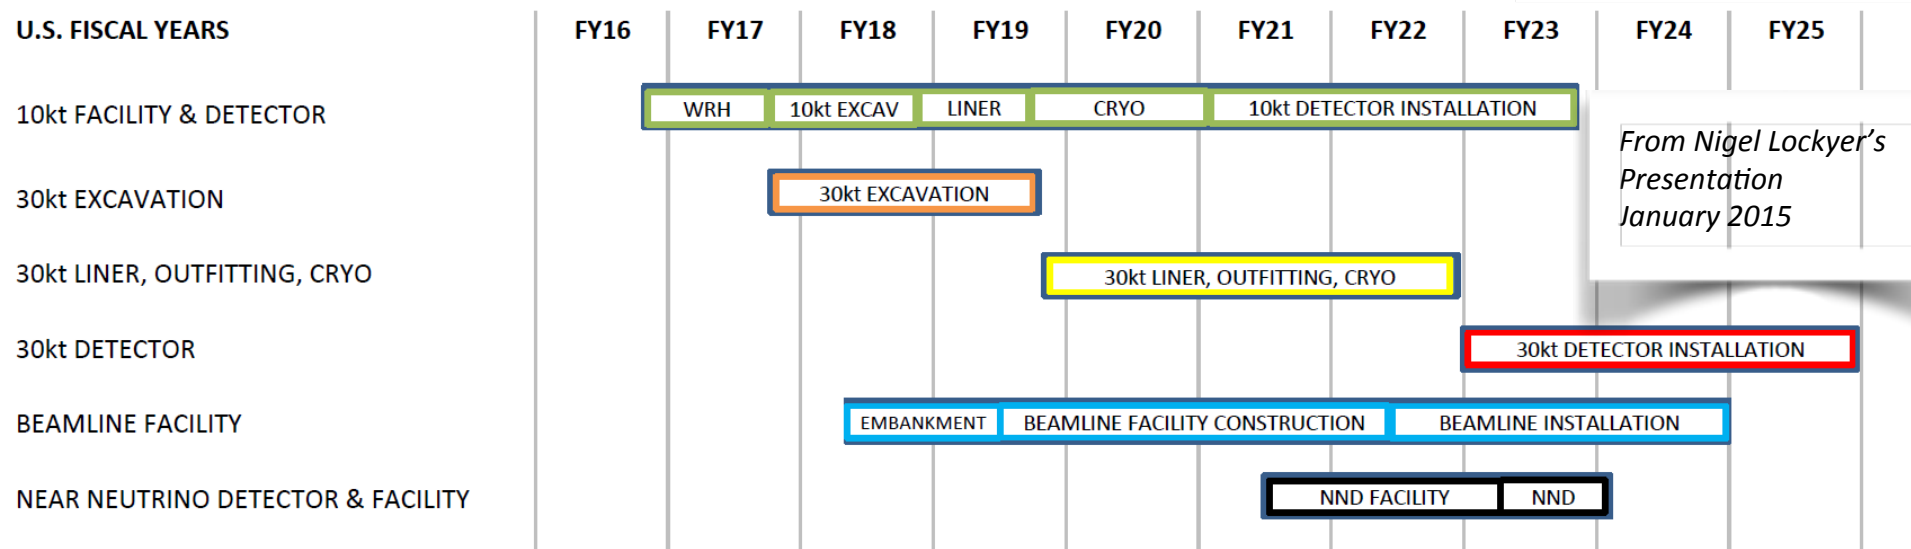 U.S. FISCAL YEARS FY16 FY17 FY18 FY19 FY20 FY21 FY22 FY23 FY24 FY25
10kt FACILITY & DETECTOR WRH 10kt EXCAV LINER CRYO 10kt DETECTOR INSTALLATION
From Nigel Lockyer's
Presentation
January 2015
30kt EXCAVATION 30kt EXCAVATION
30kt LINER, OUTFITTING, CRYO 30kt LINER, OUTFITTING, CRYO
30kt DETECTOR 30kt DETECTOR INSTALLATION
BEAMLINE FACILITY EMBANKMENT BEAMLINE FACILITY CONSTRUCTION BEAMLINE INSTALLATION
NEAR NEUTRINO DETECTOR & FACILITY NND FACILITY NND